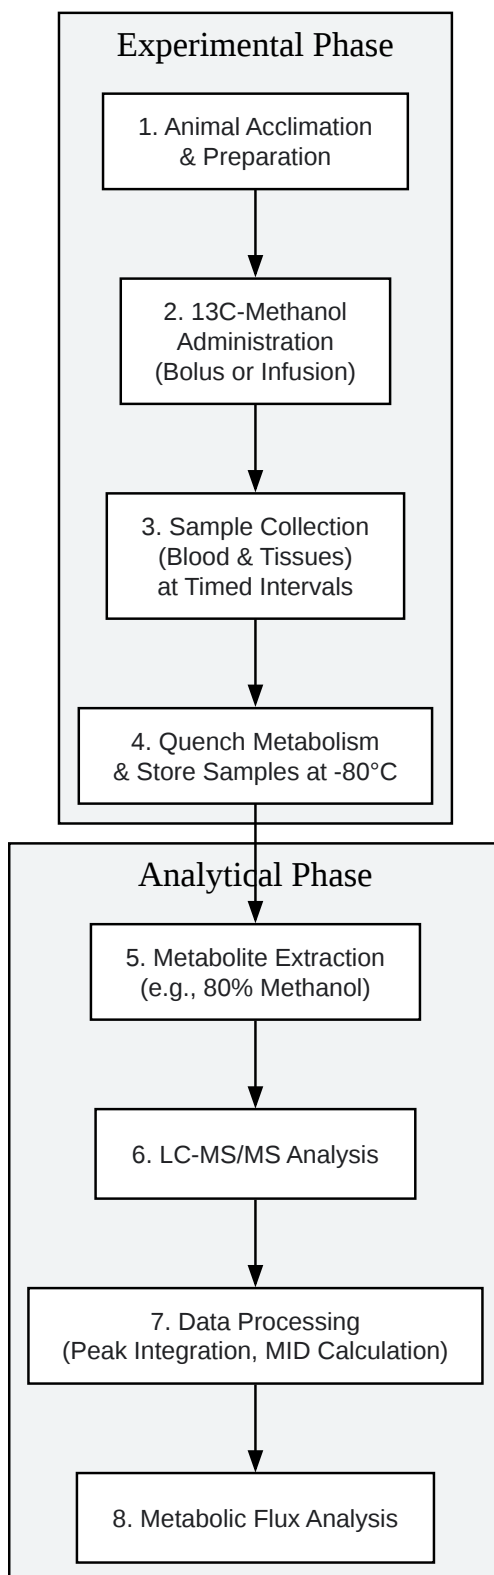 Experimental Phase
1. Animal Acclimation
& Preparation
2. 13C-Methanol
Administration
(Bolus or Infusion)
3. Sample Collection
(Blood & Tissues)
at Timed Intervals
4. Quench Metabolism
& Store Samples at -80°C
Analytical Phase
5. Metabolite Extraction
(e.g., 80% Methanol)
6. LC-MS/MS Analysis
7. Data Processing
(Peak Integration, MID Calculation)
8. Metabolic Flux Analysis